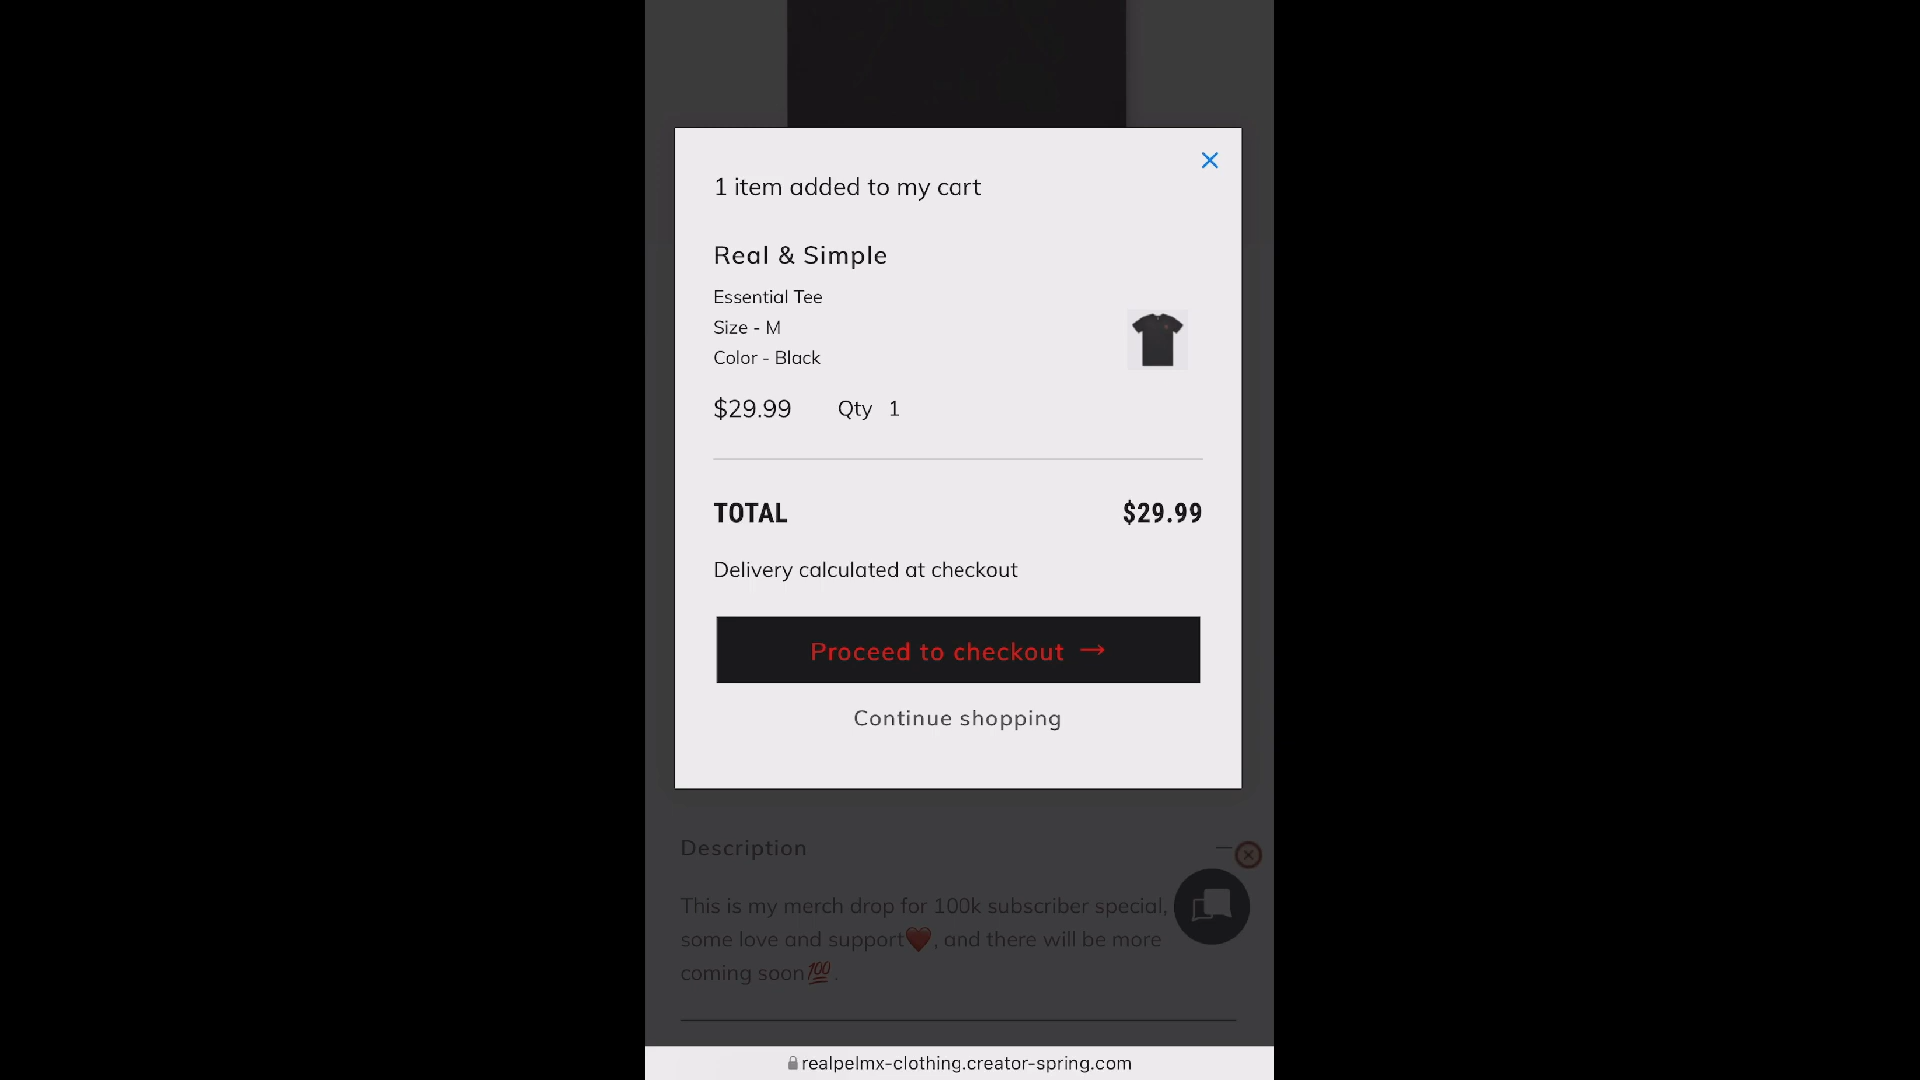 1 item added to my cart
Real & Simple
Essential Tee
Size - M
Color - Black
$29.99 Qty 1
TOTAL $29.99
Delivery calculated at checkout
Proceed to checkout →
Continue shopping
Description
This is my merch drop for 100k subscriber special,
some love and support❤️, and there will be more
coming soon💯.
realpelmx-clothing.creator-spring.com